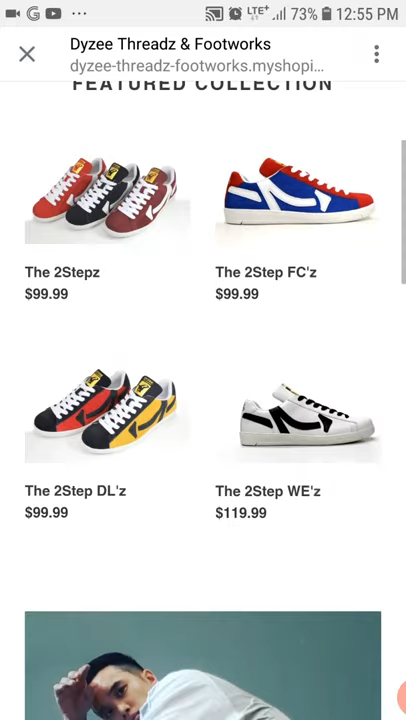 LTE+ 73% 12:55 PM
Dyzee Threadz & Footworks
dyzee-threadz-footworks.myshopi...
FEATURED COLLECTION
The 2Stepz
$99.99
The 2Step FC'z
$99.99
The 2Step DL'z
$99.99
The 2Step WE'z
$119.99